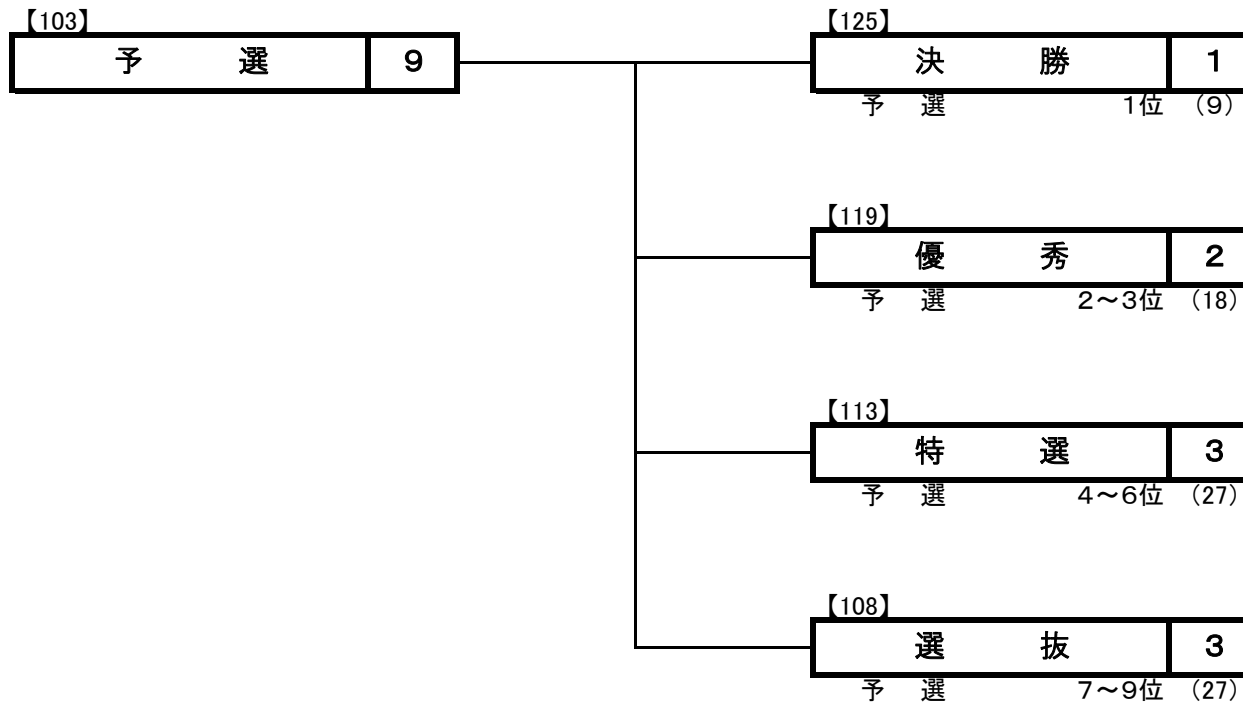 【103】
予 選 9
【125】
決 勝 1
予 選 1位 (9)
【119】
優 秀 2
予 選 2～3位 (18)
【113】
特 選 3
予 選 4～6位 (27)
【108】
選 抜 3
予 選 7～9位 (27)